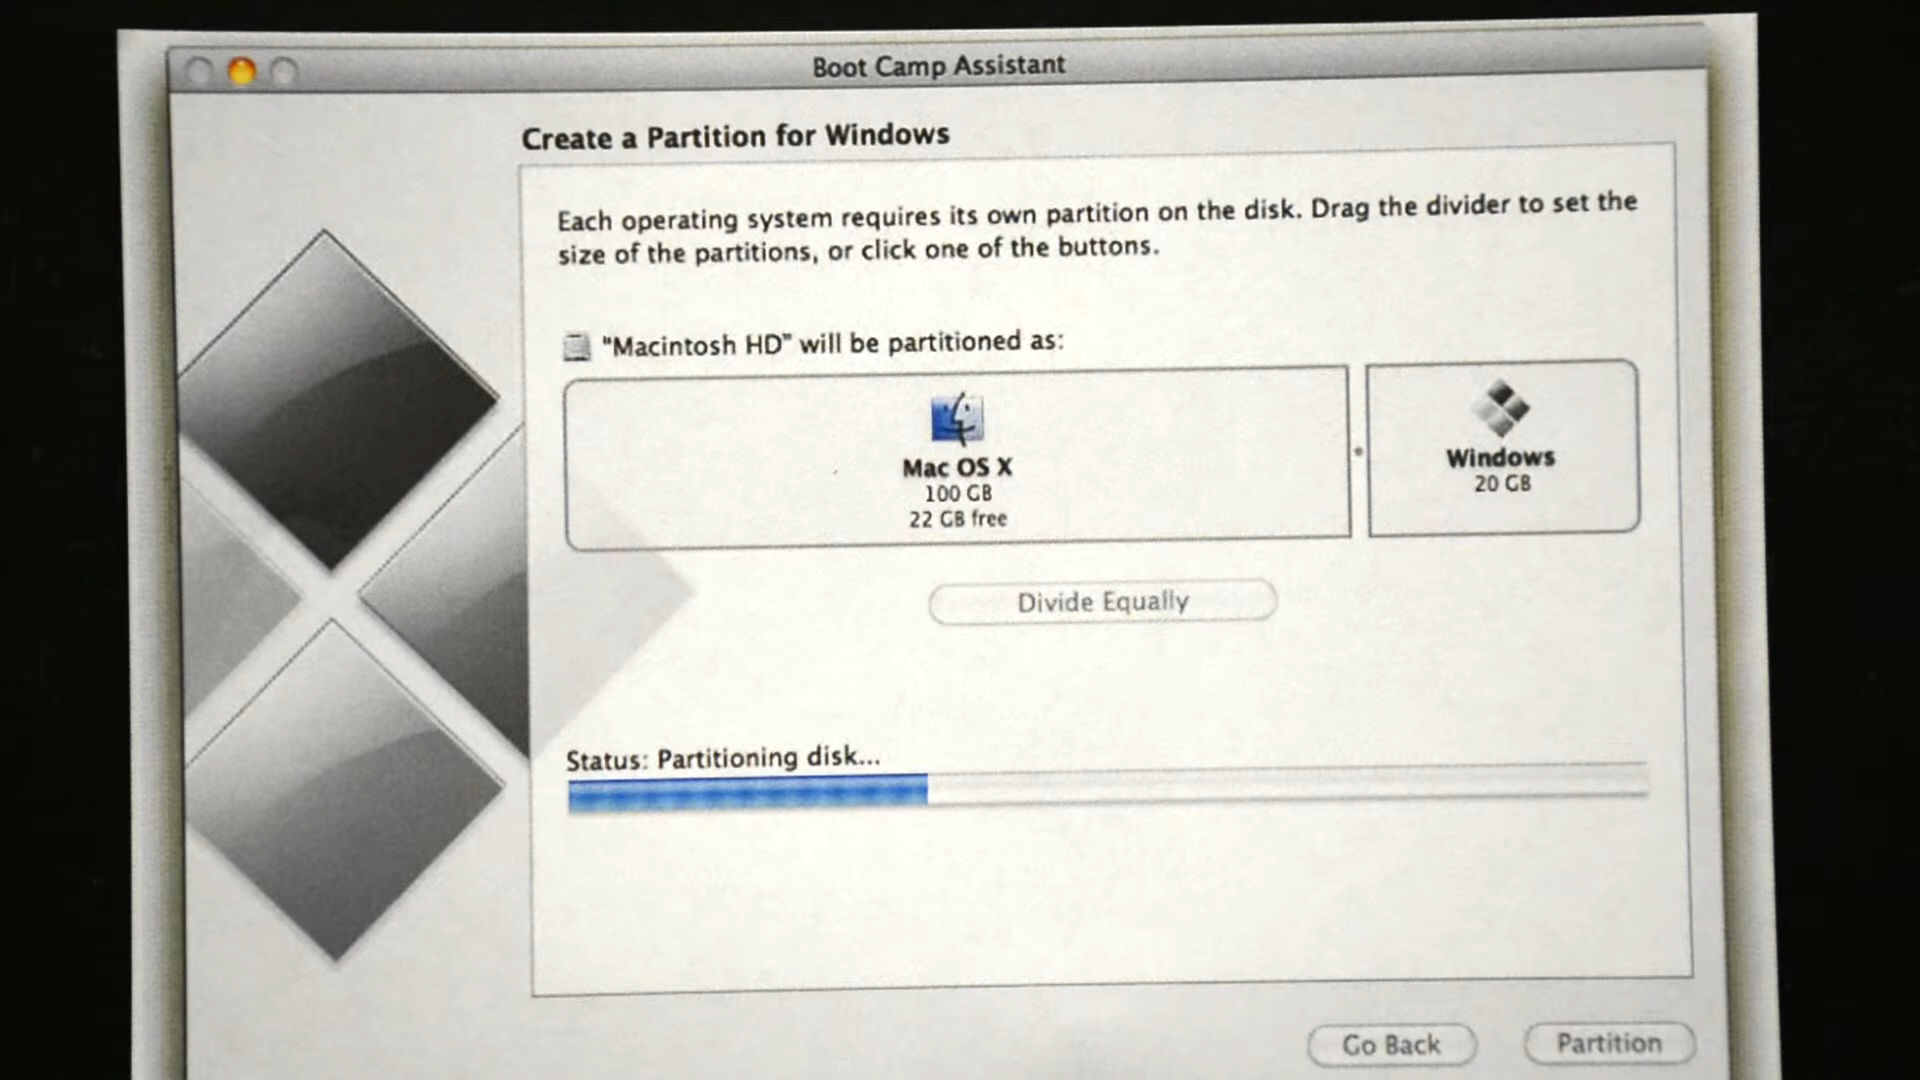 Boot Camp Assistant
Create a Partition for Windows
Each operating system requires its own partition on the disk. Drag the divider to set the
size of the partitions, or click one of the buttons.
"Macintosh HD" will be partitioned as:
Mac OS X
100 GB
22 GB free
Windows
20 GB
Divide Equally
Status: Partitioning disk...
Go Back
Partition